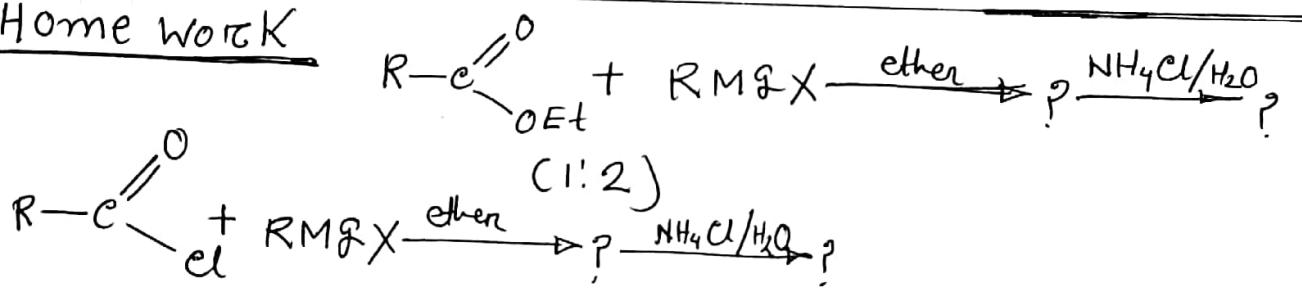 Home Work
R-C(=O)-OEt + RMgX —ether→ ? —NH4Cl/H2O→ ?
(1:2)
R-C(=O)-Cl + RMgX —ether→ ? —NH4Cl/H2O→ ?